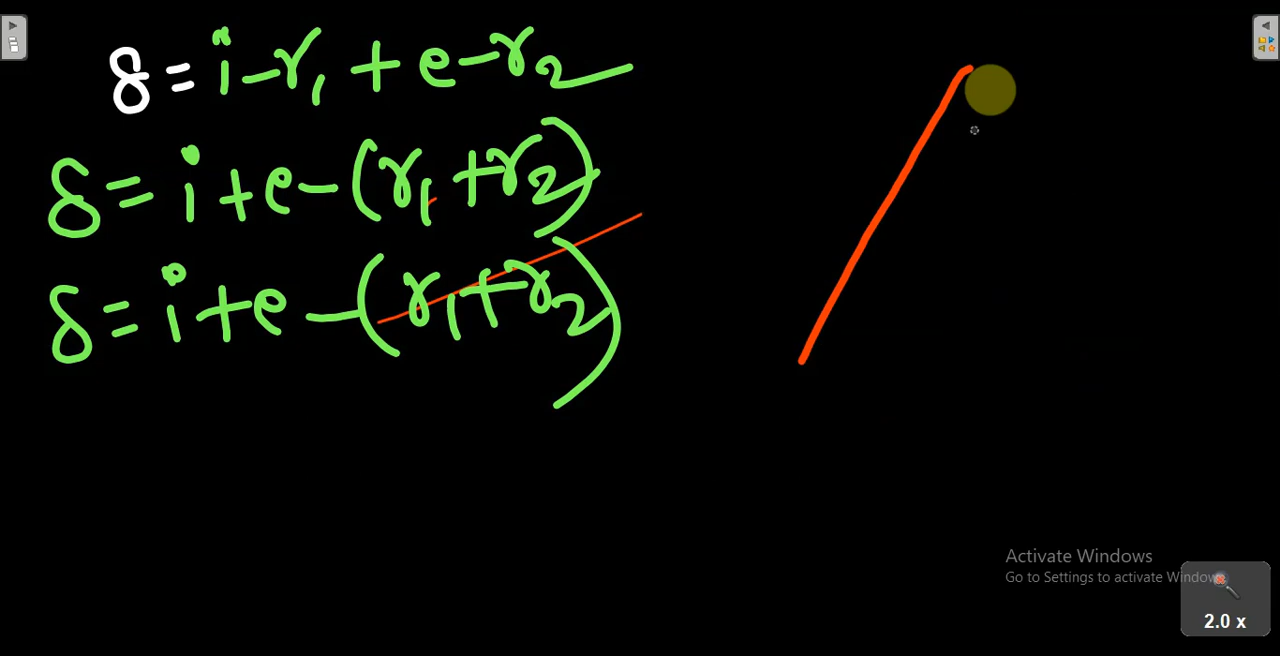 δ = i - r₁ + e - r₂
δ = i + e - (r₁ + r₂)
δ = i + e - (r₁ + r₂)
Activate Windows
Go to Settings to activate Windows
2.0 x